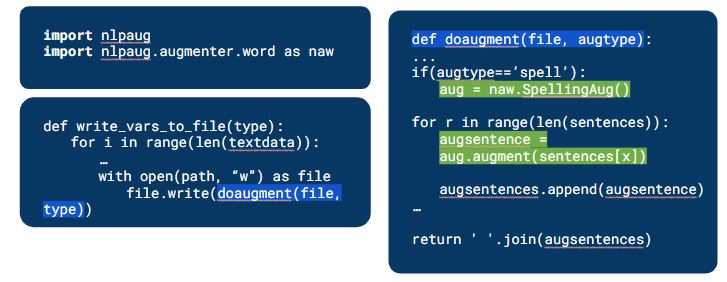 import nlpaug
import nlpaug.augmenter.word as naw
def write_vars_to_file(type):
for i in range(len(textdata)):
…
with open(path, “w”) as file
file.write(doaugment(file,
type))
def doaugment(file, augtype):
...
if(augtype==’spell’):
aug = naw.SpellingAug()
for r in range(len(sentences)):
augsentence =
aug.augment(sentences[x])
augsentences.append(augsentence)
…
return ' '.join(augsentences)